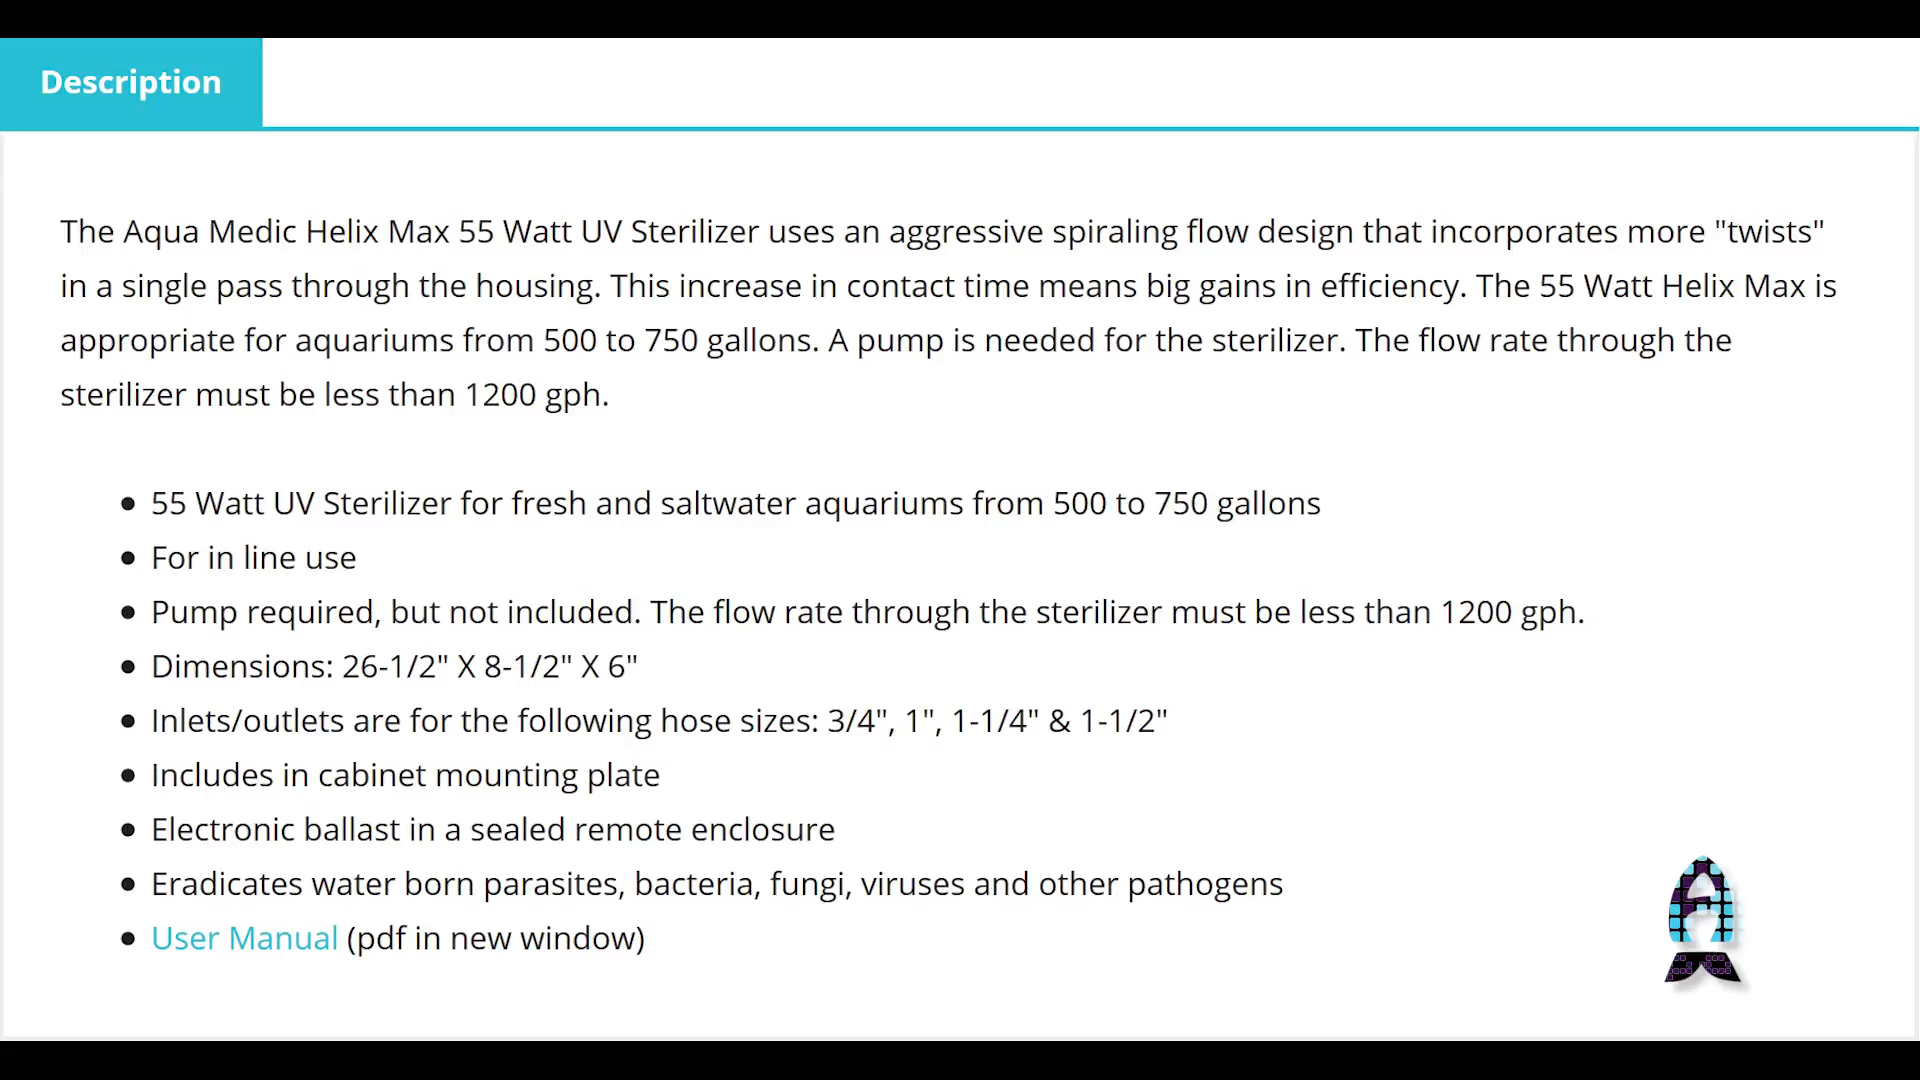 Description
The Aqua Medic Helix Max 55 Watt UV Sterilizer uses an aggressive spiraling flow design that incorporates more "twists"
in a single pass through the housing. This increase in contact time means big gains in efficiency. The 55 Watt Helix Max is
appropriate for aquariums from 500 to 750 gallons. A pump is needed for the sterilizer. The flow rate through the
sterilizer must be less than 1200 gph.
• 55 Watt UV Sterilizer for fresh and saltwater aquariums from 500 to 750 gallons
• For in line use
• Pump required, but not included. The flow rate through the sterilizer must be less than 1200 gph.
• Dimensions: 26-1/2" X 8-1/2" X 6"
• Inlets/outlets are for the following hose sizes: 3/4", 1", 1-1/4" & 1-1/2"
• Includes in cabinet mounting plate
• Electronic ballast in a sealed remote enclosure
• Eradicates water born parasites, bacteria, fungi, viruses and other pathogens
• User Manual (pdf in new window)